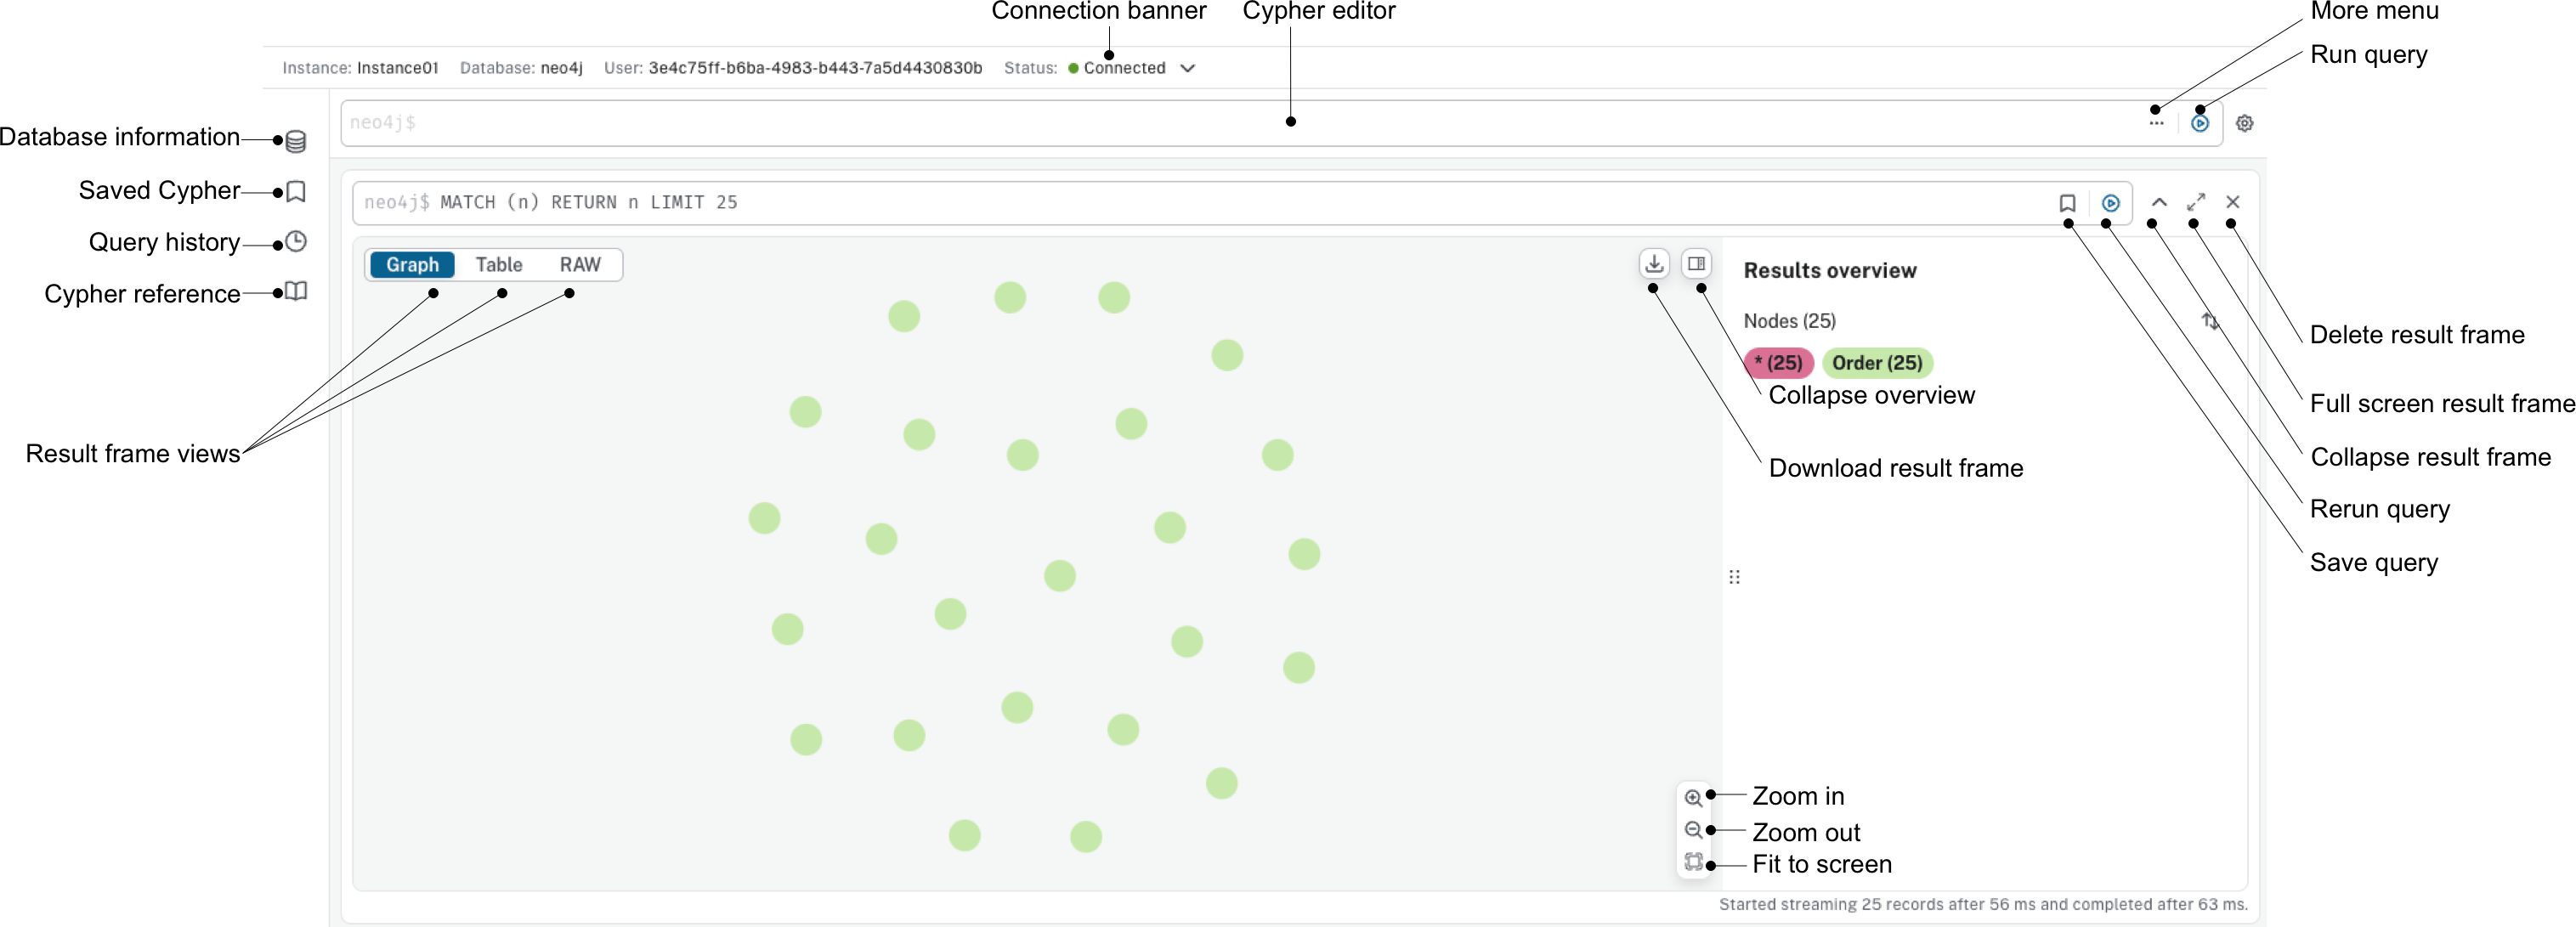 Connection banner
Cypher editor
More menu
Run query
Instance: Instance01 Database: neo4j User: 3e4c75ff-b6ba-4983-b443-7a5d4430830b Status: Connected
neo4j$
...
Database information
Saved Cypher
Query history
Cypher reference
neo4j$ MATCH (n) RETURN n LIMIT 25
Graph Table RAW
Result frame views
Results overview
Nodes (25)
* (25) Order (25)
Collapse overview
Download result frame
Delete result frame
Full screen result frame
Collapse result frame
Rerun query
Save query
Zoom in
Zoom out
Fit to screen
Started streaming 25 records after 56 ms and completed after 63 ms.